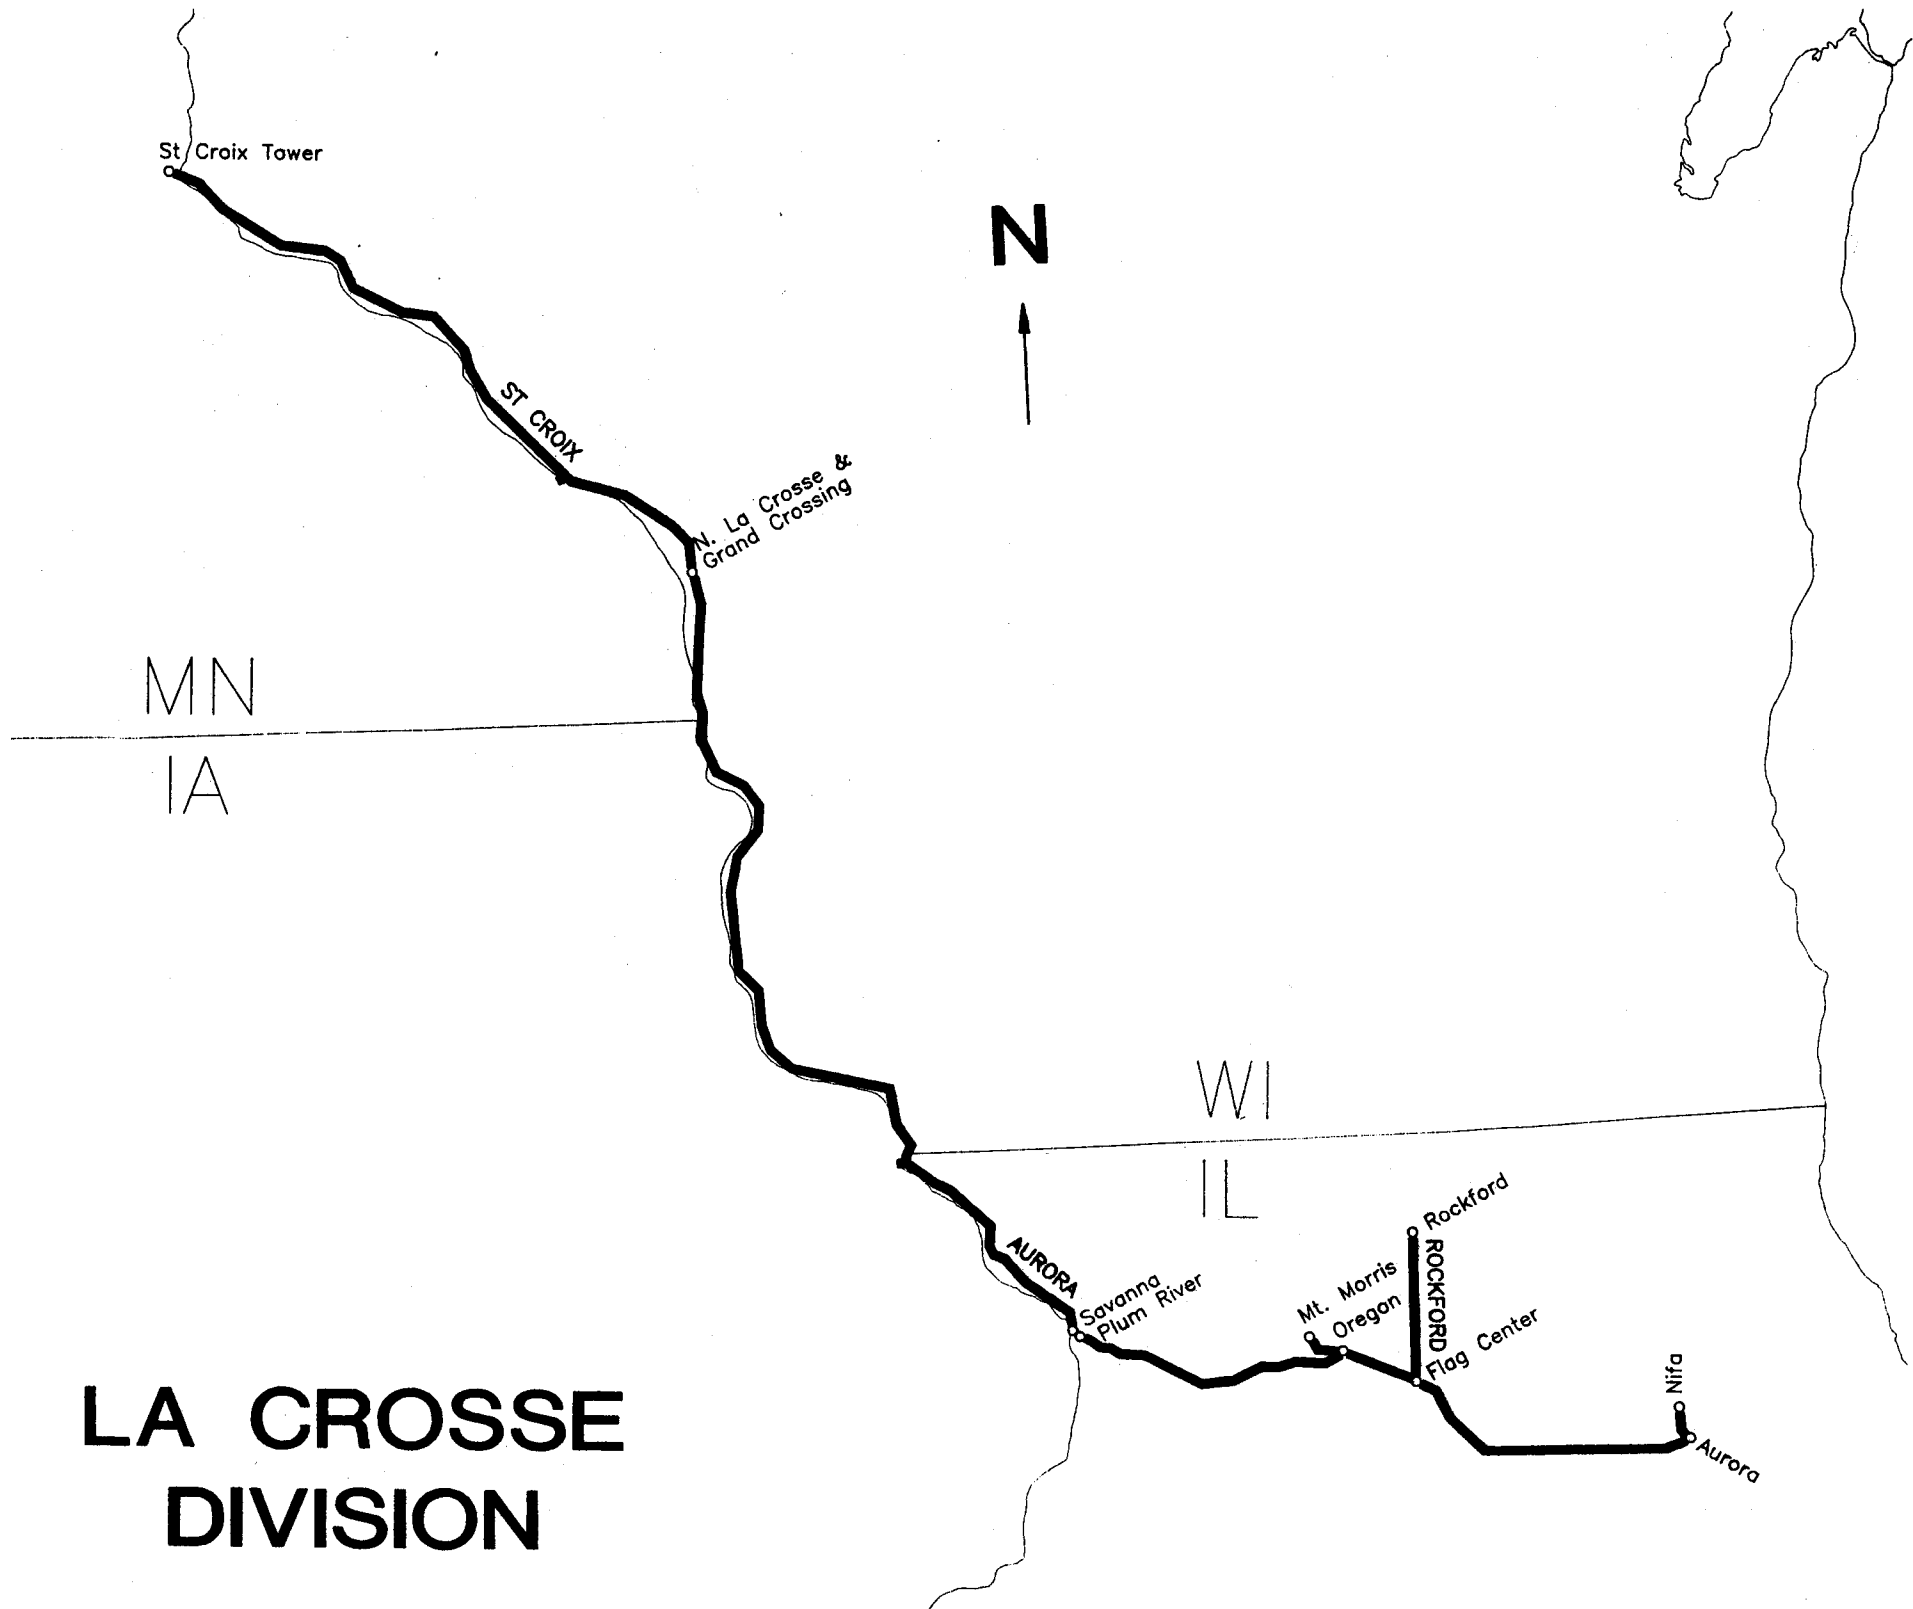 St Croix Tower
N
ST CROIX
N. La Crosse &
Grand Crossing
MN
IA
WI
IL
AURORA
Savanna
Plum River
Mt. Morris
Oregon
Rockford
ROCKFORD
Flag Center
Nifa
Aurora
LA CROSSE
DIVISION